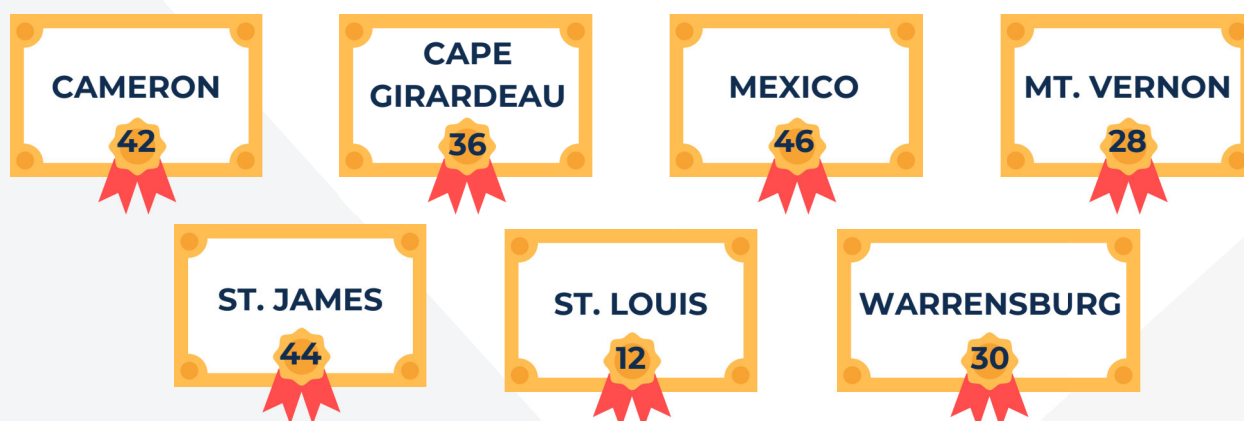 CAMERON
42
CAPE
GIRARDEAU
36
MEXICO
46
MT. VERNON
28
ST. JAMES
44
ST. LOUIS
12
WARRENSBURG
30